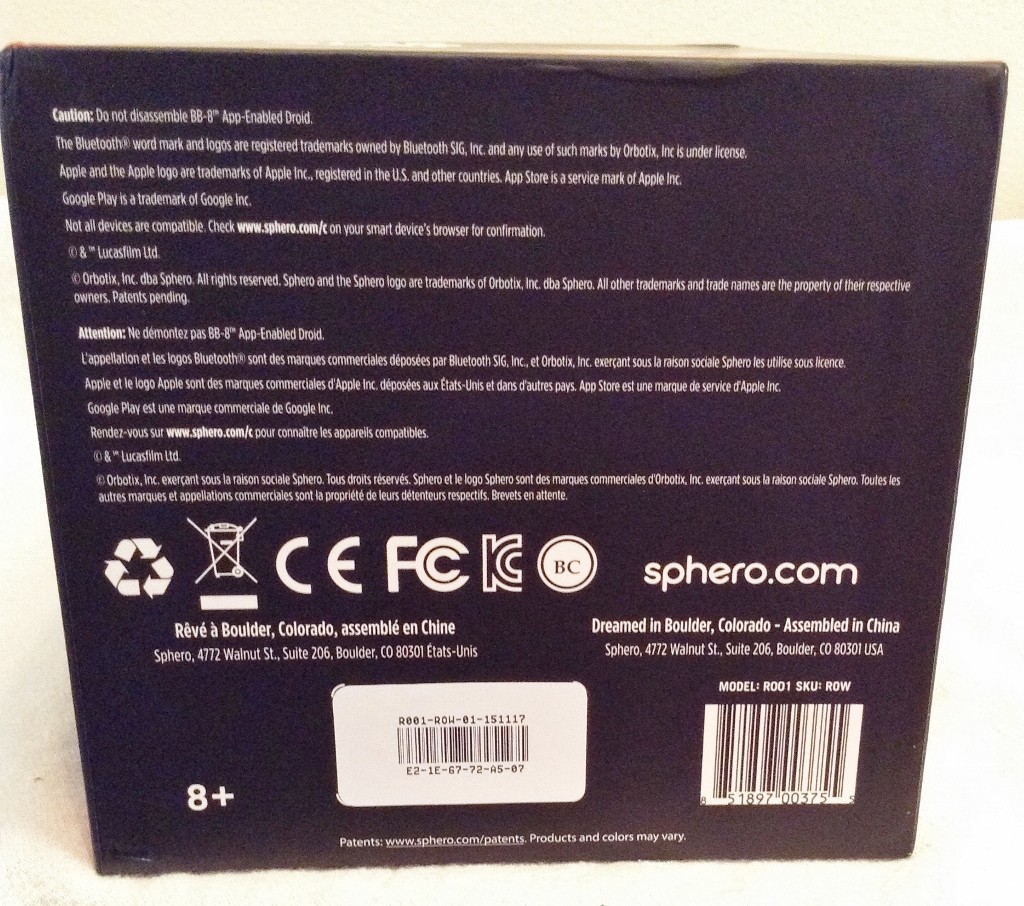 Caution: Do not disassemble BB-8™ App-Enabled Droid.
The Bluetooth® word mark and logos are registered trademarks owned by Bluetooth SIG, Inc. and any use of such marks by Orbotix, Inc is under license.
Apple and the Apple logo are trademarks of Apple Inc., registered in the U.S. and other countries. App Store is a service mark of Apple Inc.
Google Play is a trademark of Google Inc.
Not all devices are compatible. Check www.sphero.com/c on your smart device's browser for confirmation.
© & ™ Lucasfilm Ltd.
© Orbotix, Inc. dba Sphero. All rights reserved. Sphero and the Sphero logo are trademarks of Orbotix, Inc. dba Sphero. All other trademarks and trade names are the property of their respective
owners. Patents pending.
Attention: Ne démontez pas BB-8™ App-Enabled Droid.
L'appellation et les logos Bluetooth® sont des marques commerciales déposées par Bluetooth SIG, Inc., et Orbotix, Inc. exerçant sous la raison sociale Sphero les utilise sous licence.
Apple et le logo Apple sont des marques commerciales d'Apple Inc. déposées aux États-Unis et dans d'autres pays. App Store est une marque de service d'Apple Inc.
Google Play est une marque commerciale de Google Inc.
Rendez-vous sur www.sphero.com/c pour connaître les appareils compatibles.
© & ™ Lucasfilm Ltd.
© Orbotix, Inc. exerçant sous la raison sociale Sphero. Tous droits réservés. Sphero et le logo Sphero sont des marques commerciales d'Orbotix, Inc. exerçant sous la raison sociale Sphero. Toutes les
autres marques et appellations commerciales sont la propriété de leurs détenteurs respectifs. Brevets en attente.
CE FC KC BC sphero.com
Rêvé à Boulder, Colorado, assemblé en Chine
Sphero, 4772 Walnut St., Suite 206, Boulder, CO 80301 États-Unis
Dreamed in Boulder, Colorado - Assembled in China
Sphero, 4772 Walnut St., Suite 206, Boulder, CO 80301 USA
MODEL: R001 SKU: ROW
R001-ROW-01-151117
E2-1E-67-72-A5-07
8 51897 00375 5
8+
Patents: www.sphero.com/patents. Products and colors may vary.